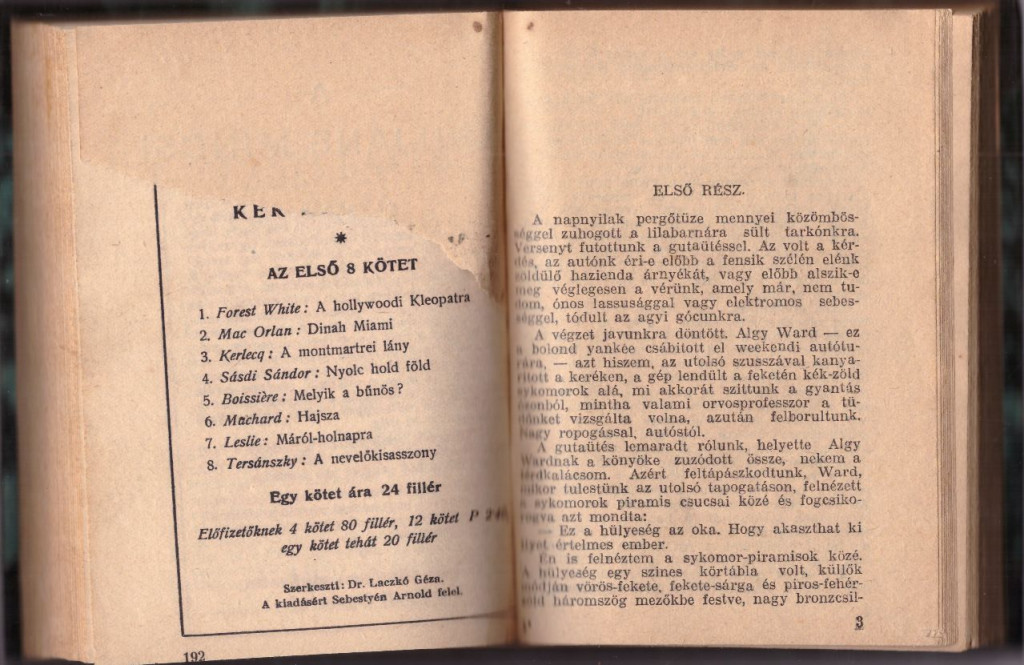 KÉK
*
AZ ELSŐ 8 KÖTET
1. Forest White: A hollywoodi Kleopatra
2. Mac Orlan: Dinah Miami
3. Kerlecq: A montmartrei lány
4. Sásdi Sándor: Nyolc hold föld
5. Boissière: Melyik a bűnös?
6. Machard: Hajsza
7. Leslie: Máról-holnapra
8. Tersánszky: A nevelőkisasszony
Egy kötet ára 24 fillér
Előfizetőknek 4 kötet 80 fillér, 12 kötet P
egy kötet tehát 20 fillér
Szerkeszti: Dr. Laczkó Géza.
A kiadásért Sebestyén Arnold felel.
192
ELSŐ RÉSZ.
A napnyilak pergőtüze mennyei közömbös-
séggel zuhogott a lilabarnára sült tarkónkra.
Versenyt futottunk a gutaütéssel. Az volt a kér-
dés, az autónk éri-e előbb a fensik szélén elénk
zöldülő hazienda árnyékát, vagy előbb alszik-e
meg véglegesen a vérünk, amely már, nem tu-
dom, ónos lassusággal vagy elektromos sebes-
séggel, tódult az agyi gócunkra.
A végzet javunkra döntött. Algy Ward — ez
a bolond yankée csábított el weekendi autótu-
rára, — azt hiszem, az utolsó szusszával kanya-
rított a keréken, a gép lendült a feketén kék-zöld
sykomorok alá, mi akkorát szittunk a gyantás
ozonból, mintha valami orvosprofesszor a tü-
dőnket vizsgálta volna, azután felborultunk.
Nagy ropogással, autóstól.
A gutaütés lemaradt rólunk, helyette Algy
Wardnak a könyöke zuzódott össze, nekem a
térdkalácsom. Azért feltápászkodtunk, Ward,
mikor tulestünk az utolsó tapogatáson, felnézett
a sykomorok piramis csucsai közé és fogcsiko-
rogva azt mondta:
— Ez a hülyeség az oka. Hogy akaszthat ki
ilyet értelmes ember.
Én is felnéztem a sykomor-piramisok közé.
A hülyeség egy szines körtábla volt, küllők
módján vörös-fekete, fekete-sárga és piros-fehér-
zöld háromszög mezőkbe festve, nagy bronzcsil-
1*
3